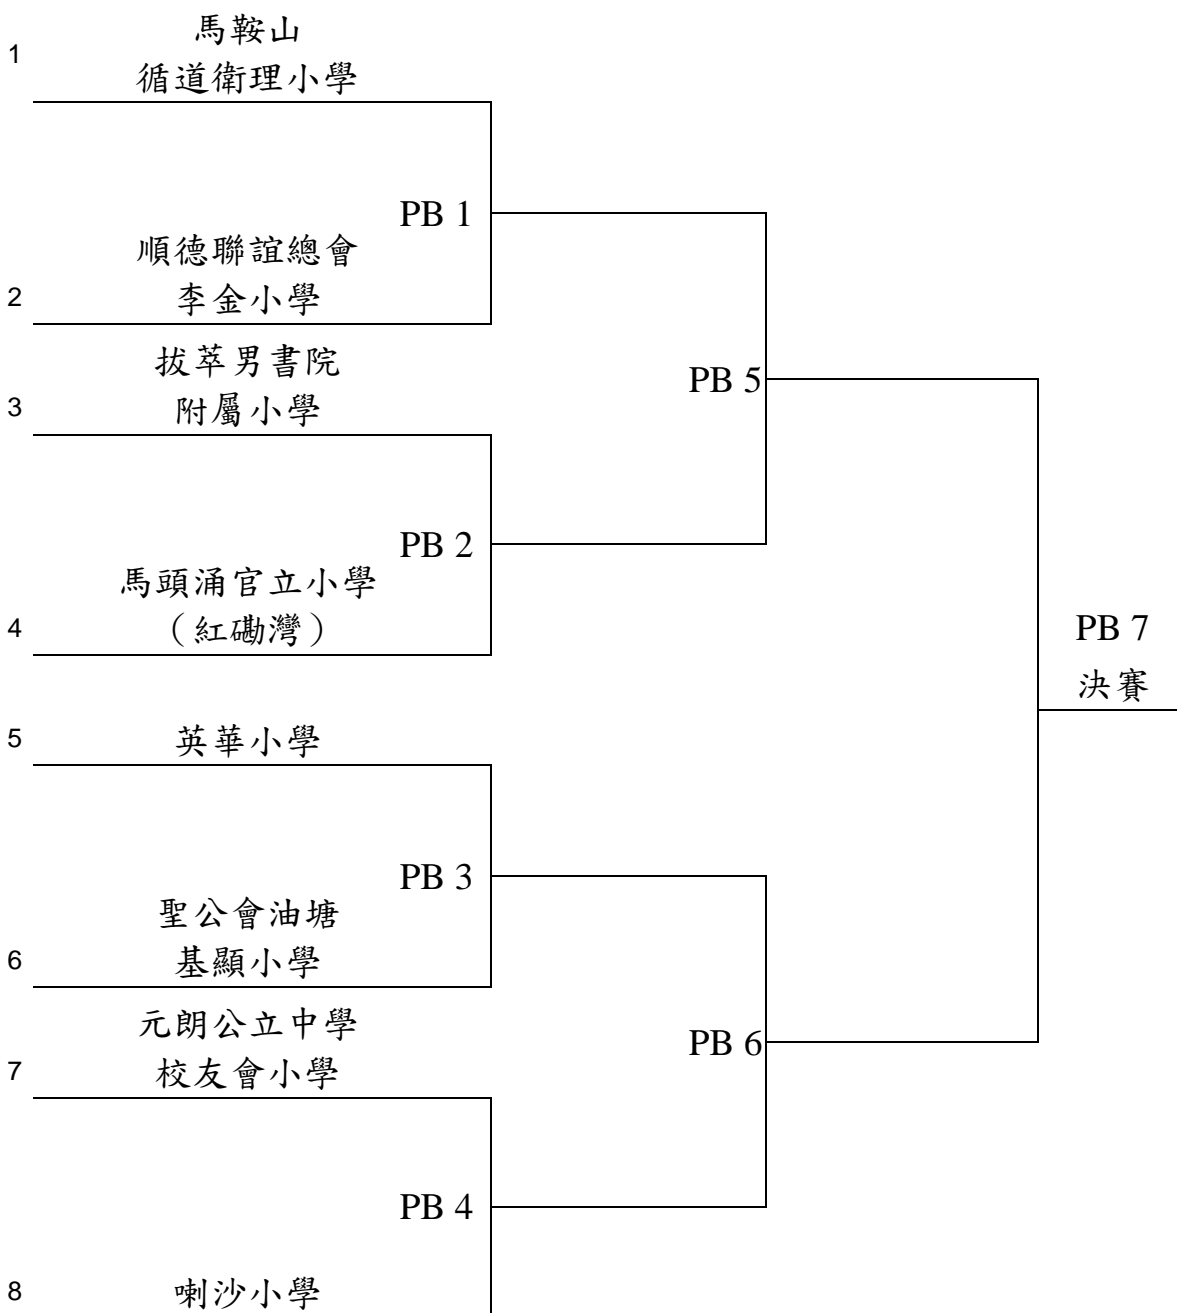 1
馬鞍山
循道衛理小學
PB 1
順德聯誼總會
2
李金小學
拔萃男書院
3
附屬小學
PB 5
PB 2
馬頭涌官立小學
4
（紅磡灣）
PB 7
決賽
5
英華小學
PB 3
聖公會油塘
6
基顯小學
元朗公立中學
7
校友會小學
PB 6
PB 4
8
喇沙小學